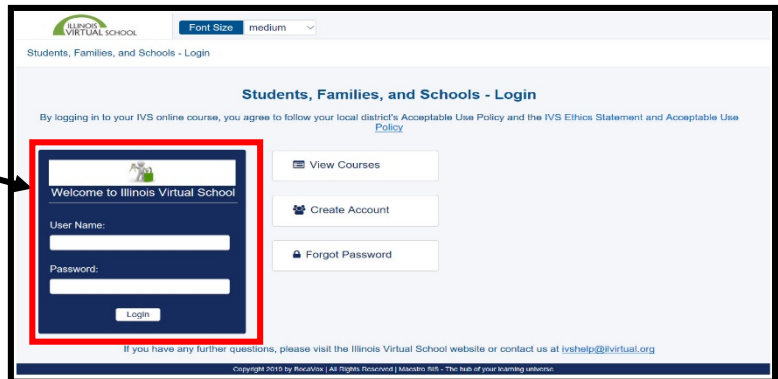 ILLINOIS
VIRTUAL SCHOOL
Font Size medium
Students, Families, and Schools - Login
Students, Families, and Schools - Login
By logging in to your IVS online course, you agree to follow your local district's Acceptable Use Policy and the IVS Ethics Statement and Acceptable Use
Policy
Welcome to Illinois Virtual School
User Name:
Password:
Login
View Courses
Create Account
Forgot Password
If you have any further questions, please visit the Illinois Virtual School website or contact us at ivshelp@ilvirtual.org
Copyright 2019 by BocaVox | All Rights Reserved | Maestro SIS - The hub of your learning universe